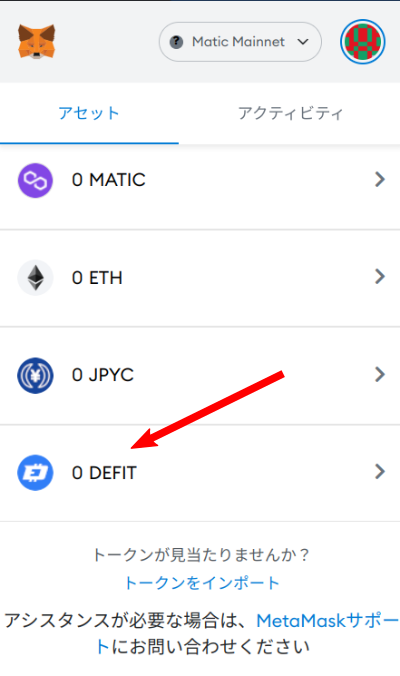 Matic Mainnet
アセット
アクティビティ
0 MATIC
0 ETH
0 JPYC
0 DEFIT
トークンが見当たりませんか？
トークンをインポート
アシスタンスが必要な場合は、MetaMaskサポー
トにお問い合わせください